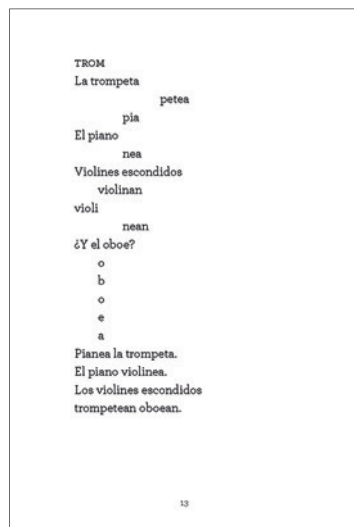 TROM
La trompeta
petea
pia
El piano
nea
Violines escondidos
violinan
violi
nean
¿Y el oboe?
o
b
o
e
a
Pianea la trompeta.
El piano violinea.
Los violines escondidos
trompetean oboean.
13